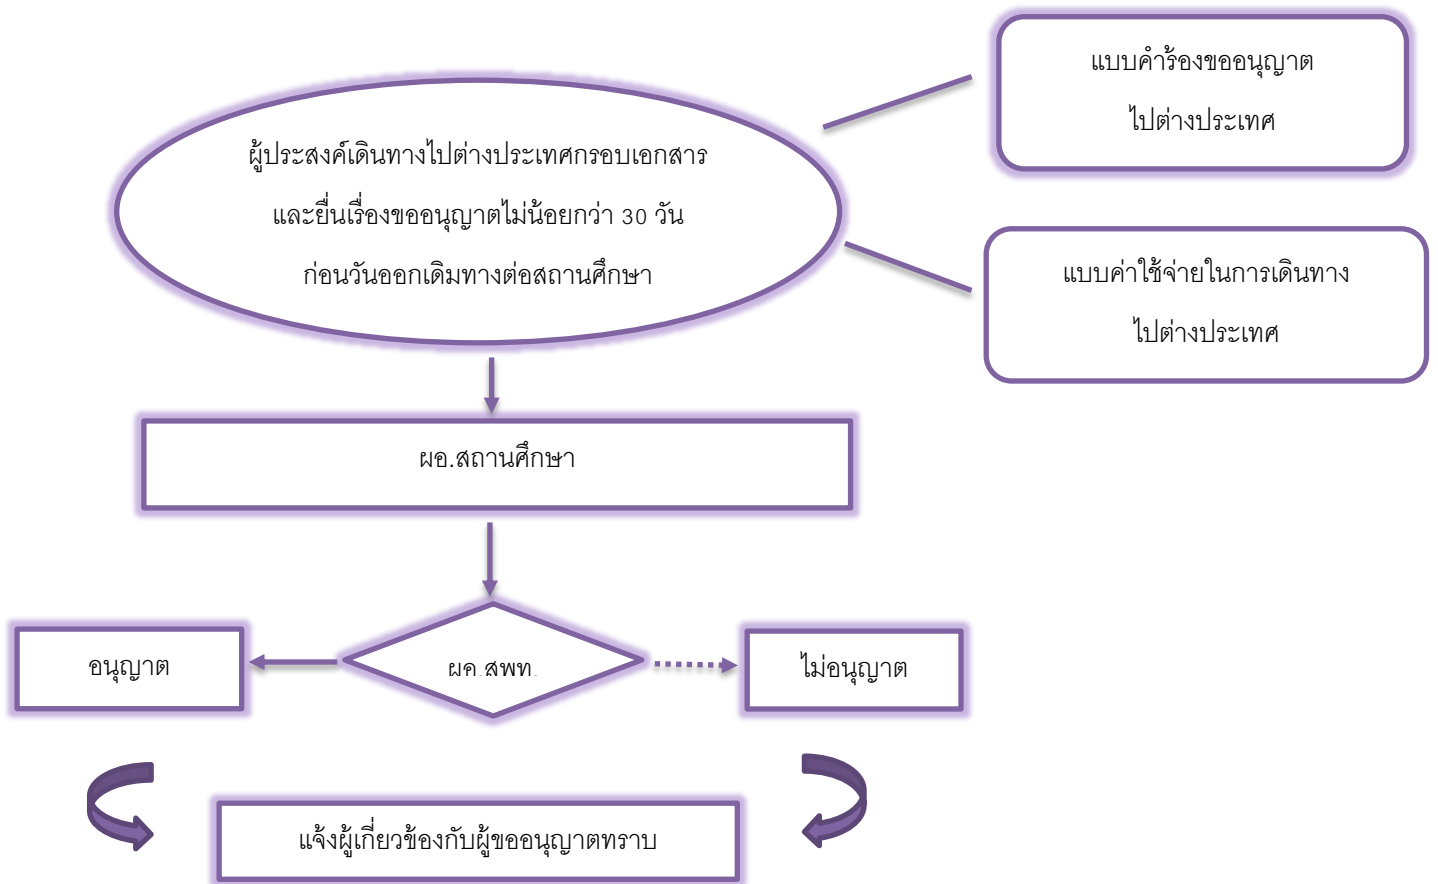 แบบคำร้องขออนุญาต
ไปต่างประเทศ
ผู้ประสงค์เดินทางไปต่างประเทศกรอบเอกสาร
และยื่นเรื่องขออนุญาตไม่น้อยกว่า 30 วัน
ก่อนวันออกเดิมทางต่อสถานศึกษา
แบบค่าใช้จ่ายในการเดินทาง
ไปต่างประเทศ
ผอ.สถานศึกษา
อนุญาต
ผอ.สพท.
ไม่อนุญาต
แจ้งผู้เกี่ยวข้องกับผู้ขออนุญาตทราบ